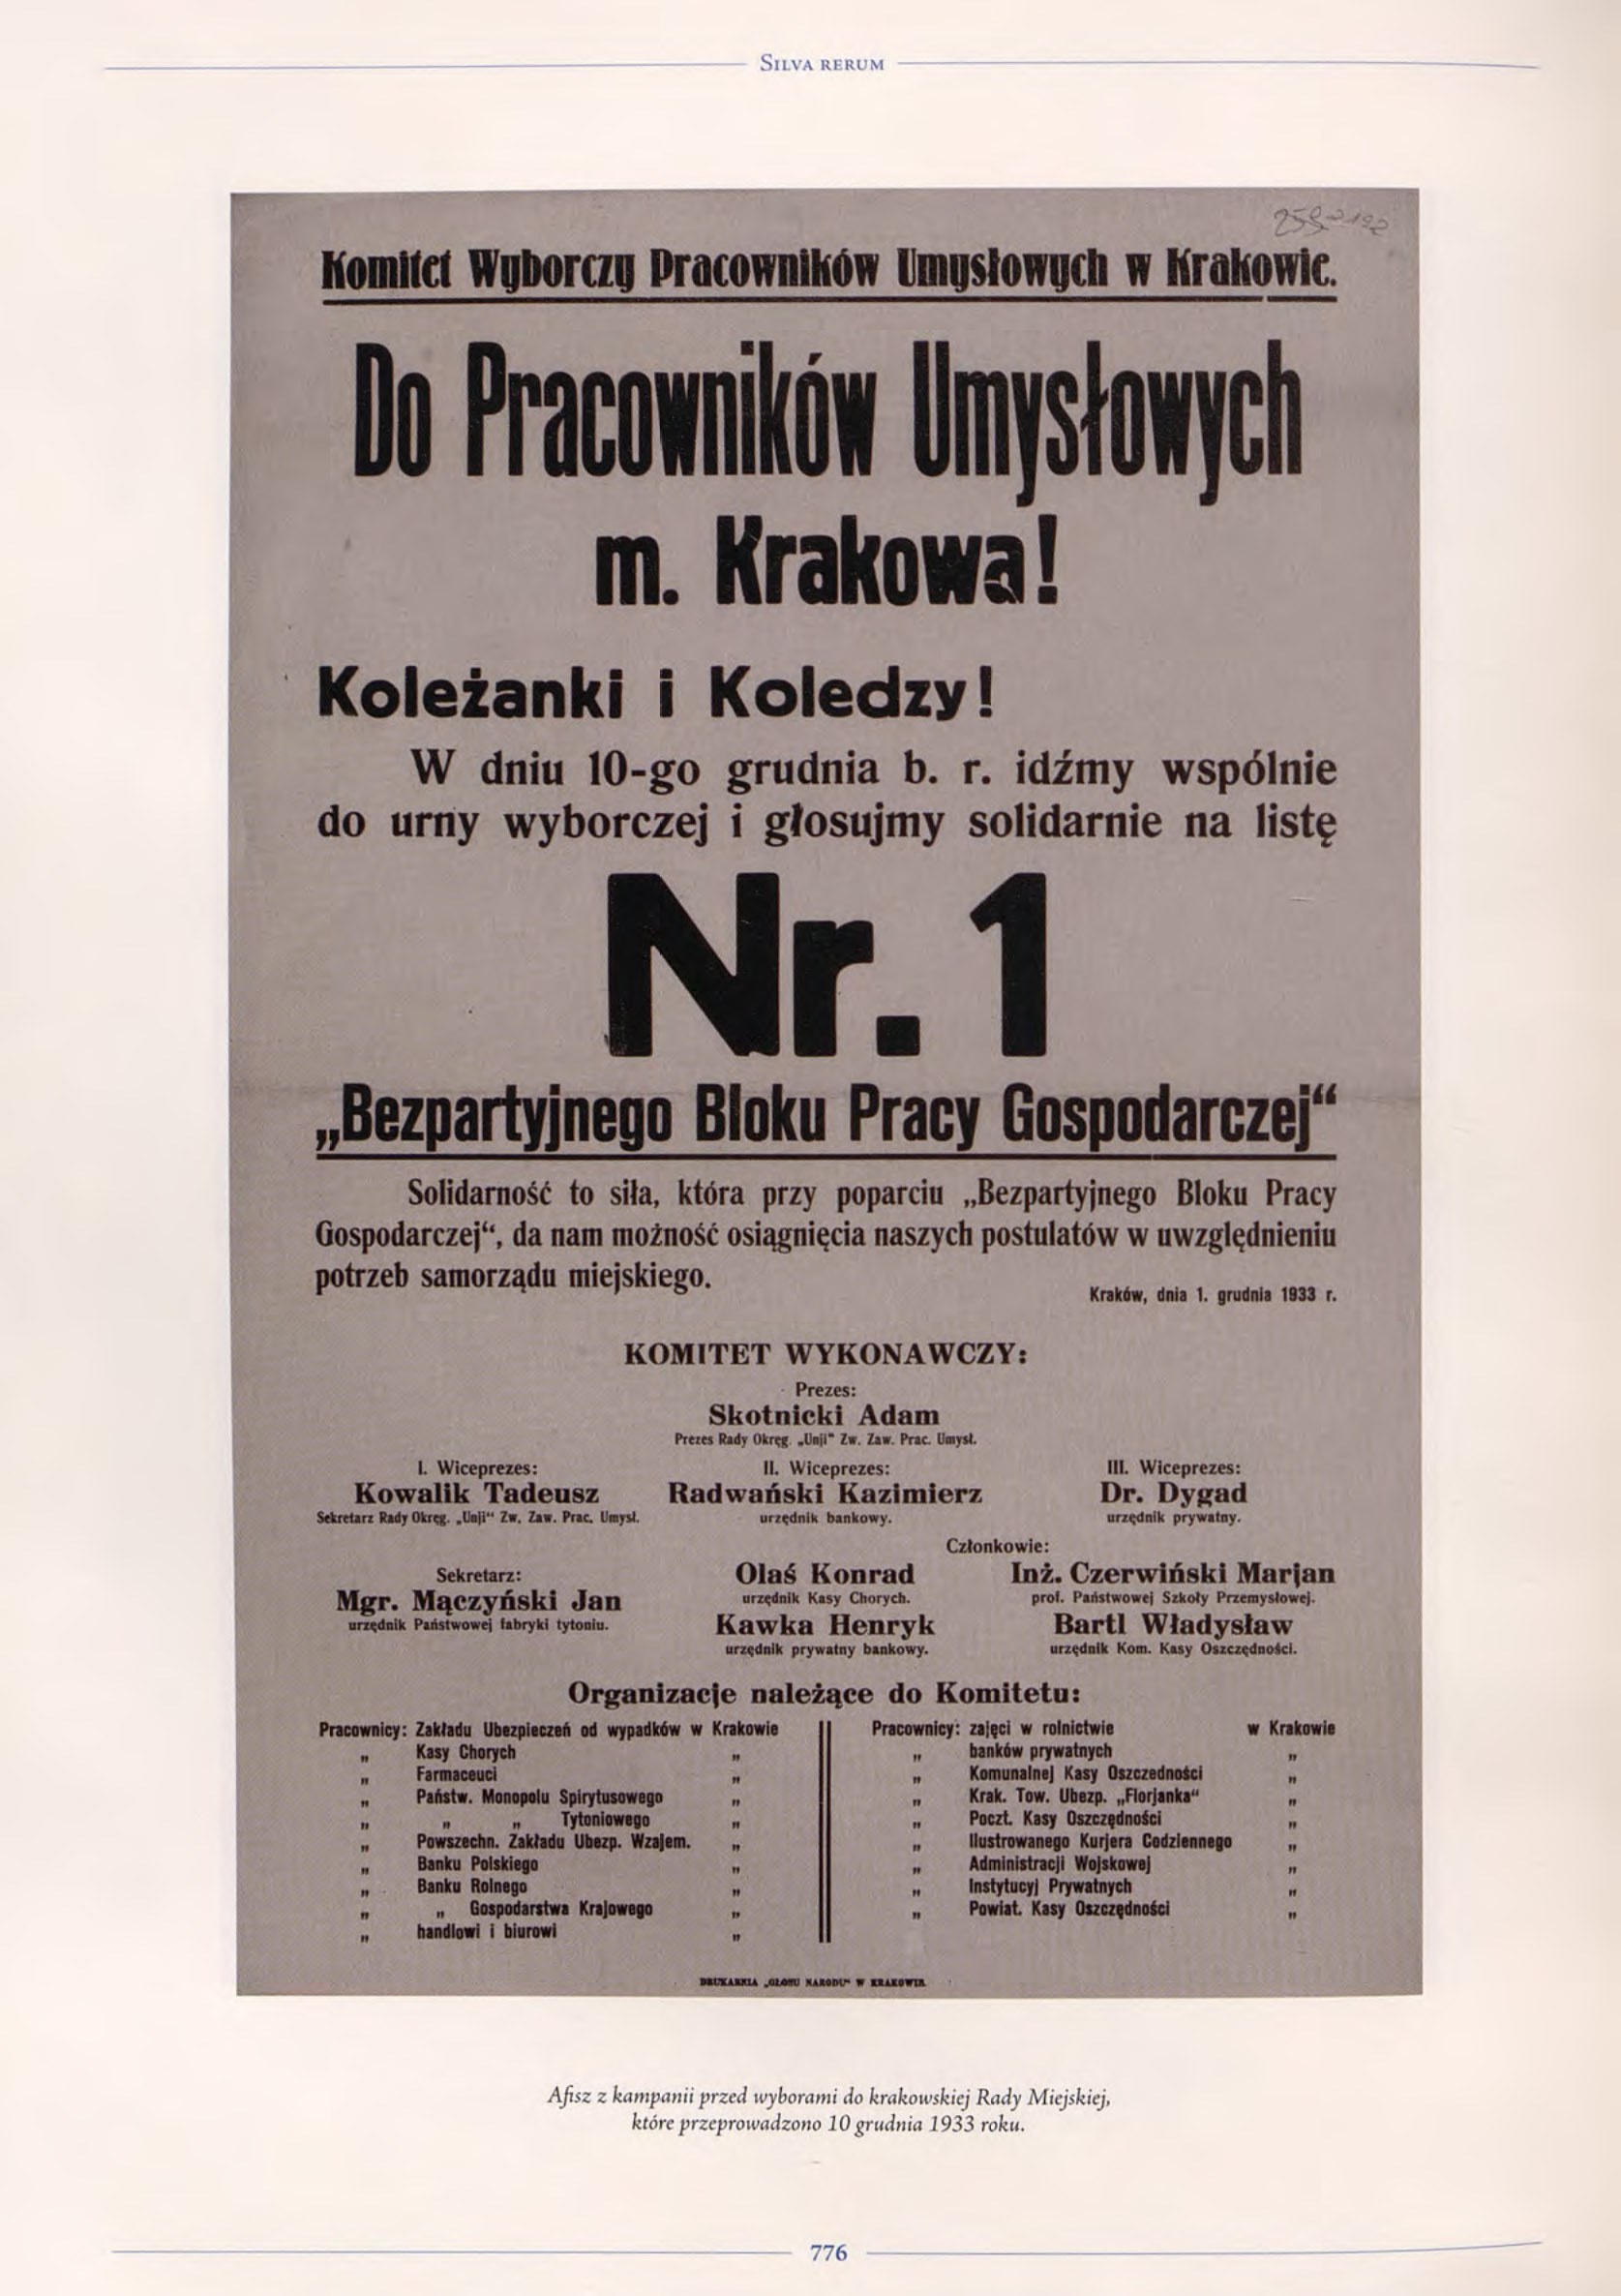 Silva rerum
Komitet Wyborczy Pracowników Umysłowych w Krakowie.
Do Pracowników Umysłowych
m. Krakowa!
Koleżanki i Koledzy!
W dniu 10-go grudnia b. r. idźmy wspólnie
do urny wyborczej i głosujmy solidarnie na listę
Nr. 1
„Bezpartyjnego Bloku Pracy Gospodarczej“
Solidarność to siła, która przy poparciu „Bezpartyjnego Bloku Pracy
Gospodarczej“, da nam możność osiągnięcia naszych postulatów w uwzględnieniu
potrzeb samorządu miejskiego.
Kraków, dnia 1. grudnia 1933 r.
KOMITET WYKONAWCZY:
Prezes:
Skotnicki Adam
Prezes Rady Okręg. „Unji“ Zw. Zaw. Prac. Umysł.
I. Wiceprezes: II. Wiceprezes: III. Wiceprezes:
Kowalik Tadeusz Radwański Kazimierz Dr. Dygad
Sekretarz Rady Okręg. „Unji“ Zw. Zaw. Prac. Umysł. urzędnik bankowy. urzędnik prywatny.
Członkowie:
Sekretarz: Olaś Konrad Inż. Czerwiński Marjan
Mgr. Mączyński Jan urzędnik Kasy Chorych. prof. Państwowej Szkoły Przemysłowej.
urzędnik Państwowej fabryki tytoniu. Kawka Henryk Bartl Władysław
urzędnik prywatny bankowy. urzędnik Kom. Kasy Oszczędności.
Organizacje należące do Komitetu:
Pracownicy: Zakładu Ubezpieczeń od wypadków w Krakowie
„ Kasy Chorych „
„ Farmaceuci „
„ Państw. Monopolu Spirytusowego „
„ „ „ Tytoniowego „
„ Powszechn. Zakładu Ubezp. Wzajem. „
„ Banku Polskiego „
„ Banku Rolnego „
„ „ Gospodarstwa Krajowego „
„ handlowi i biurowi „
Pracownicy: zajęci w rolnictwie w Krakowie
„ banków prywatnych „
„ Komunalnej Kasy Oszczedności „
„ Krak. Tow. Ubezp. „Florjanka“ „
„ Poczt. Kasy Oszczędności „
„ Ilustrowanego Kurjera Codziennego „
„ Administracji Wojskowej „
„ Instytucyj Prywatnych „
„ Powiat. Kasy Oszczędności „
DRUKARNIA „GŁOSU NARODU“ W KRAKOWIE.
Afisz z kampanii przed wyborami do krakowskiej Rady Miejskiej,
które przeprowadzono 10 grudnia 1933 roku.
776